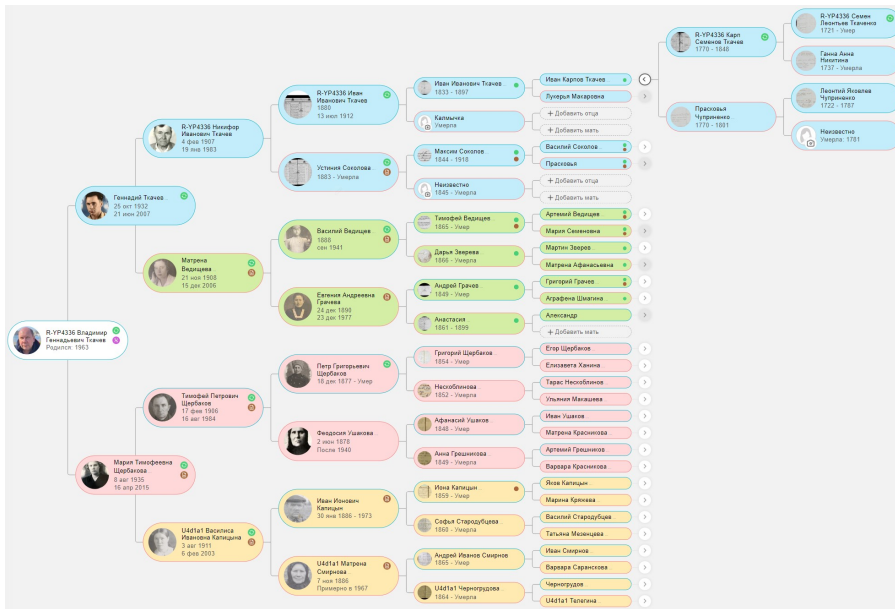 R-YP4336 Владимир
Геннадьевич Ткачев
Родился: 1963
Геннадий Ткачев
25 окт 1932
21 июн 2007
Мария Тимофеевна
Щербакова
8 авг 1935
16 апр 2015
R-YP4336 Никифор
Иванович Ткачев
4 фев 1907
19 янв 1983
Матрена
Ведищева
21 ноя 1908
15 дек 2006
Тимофей Петрович
Щербаков
17 фев 1906
16 авг 1984
U4d1a1 Василиса
Ивановна Капицына
3 авг 1911
6 фев 2003
R-YP4336 Иван
Иванович Ткачев
1880
13 июл 1912
Устиния Соколова
1883 - Умерла
Василий Ведищев
1888
сен 1941
Евгения Андреевна
Грачева
24 дек 1898
23 дек 1977
Петр Григорьевич
Щербаков
18 дек 1877 - Умер
Феодосия Ушакова
2 июн 1878
После 1940
Иван Ионович
Капицын
30 янв 1886 - 1973
U4d1a1 Матрена
Смирнова
7 ноя 1886
Примерно в 1967
Иван Иванович Ткачев
1833 - 1897
Калмычка
Умерла
Максим Соколов
1844 - 1918
Неизвестно
1845 - Умерла
Тимофей Ведищев
1865 - Умер
Дарья Зверева
1866 - Умерла
Андрей Грачев
1849 - Умер
Анастасия
1861 - 1899
Григорий Щербаков
1854 - Умер
Нескоблинова
1852 - Умерла
Афанасий Ушаков
1848 - Умер
Анна Грешникова
1849 - Умерла
Иона Капицын
1859 - Умер
Софья Стародубцева
1860 - Умерла
Андрей Иванов Смирнов
1865 - Умер
U4d1a1 Черногрудова
1864 - Умерла
Иван Карпов Ткачев
Лукерья Макаровна
+ Добавить отца
+ Добавить мать
Василий Соколов
Прасковья
+ Добавить отца
+ Добавить мать
Артемий Ведищев
Мария Семеновна
Мартин Зверев
Матрена Афанасьевна
Григорий Грачев
Аграфена Шмагина
Александр
+ Добавить мать
Егор Щербаков
Елизавета Ханина
Тарас Нескоблинов
Ульяния Макашева
Иван Ушаков
Матрена Красникова
Артемий Грешников
Варвара Красникова
Яков Капицын
Марина Кряжева
Василий Стародубцев
Татьяна Мезенцева
Иван Смирнов
Варвара Саранскова
Черногрудов
U4d1a1 Телегина
R-YP4336 Карп
Семенов Ткачев
1770 - 1848
Прасковья
Чуприненко
1770 - 1801
R-YP4336 Семен
Леонтьев Ткаченко
1721 - Умер
Ганна Анна
Никитина
1737 - Умерла
Леонтий Яковлев
Чуприненко
1722 - 1787
Неизвестно
Умерла: 1781